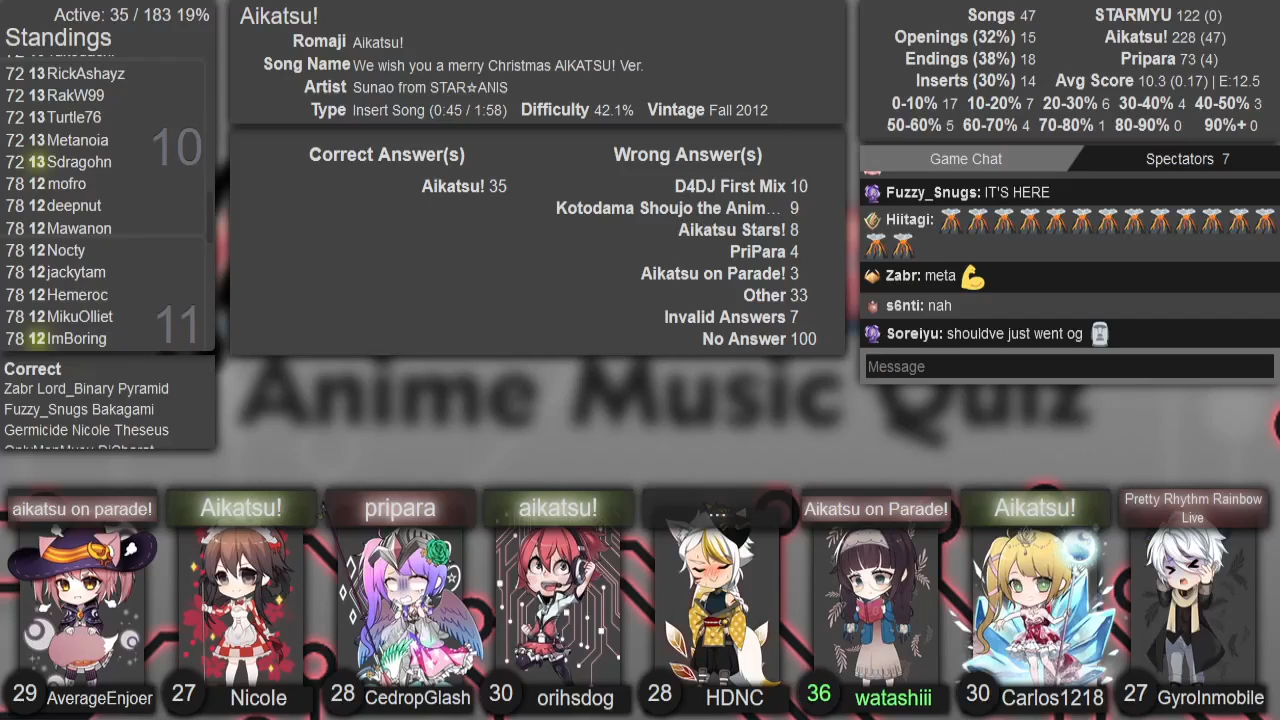 Active: 35 / 183 19%
Standings
72 13 RickAshayz
72 13 RakW99
72 13 Turtle76
72 13 Metanoia
10
72 13 Sdragohn
78 12 mofro
78 12 deepnut
78 12 Mawanon
78 12 Nocty
78 12 jackytam
78 12 Hemeroc
78 12 MikuOlliet
11
78 12 ImBoring
Correct
Zabr Lord_Binary Pyramid
Fuzzy_Snugs Bakagami
Germicide Nicole Theseus
Aikatsu!
Romaji Aikatsu!
Song Name We wish you a merry Christmas AIKATSU! Ver.
Artist Sunao from STAR☆ANIS
Type Insert Song (0:45 / 1:58) Difficulty 42.1% Vintage Fall 2012
Correct Answer(s)
Aikatsu! 35
Wrong Answer(s)
D4DJ First Mix 10
Kotodama Shoujo the Anim... 9
Aikatsu Stars! 8
PriPara 4
Aikatsu on Parade! 3
Other 33
Invalid Answers 7
No Answer 100
Songs 47 STARMYU 122 (0)
Openings (32%) 15 Aikatsu! 228 (47)
Endings (38%) 18 Pripara 73 (4)
Inserts (30%) 14 Avg Score 10.3 (0.17) | E:12.5
0-10% 17 10-20% 7 20-30% 6 30-40% 4 40-50% 3
50-60% 5 60-70% 4 70-80% 1 80-90% 0 90%+ 0
Game Chat Spectators 7
Fuzzy_Snugs: IT'S HERE
Hiitagi: 🌋🌋🌋🌋🌋🌋🌋🌋🌋🌋🌋🌋🌋
🌋🌋
Zabr: meta 💪
s6nti: nah
Soreiyu: shouldve just went og 🗿
Message
Anime Music Quiz
aikatsu on parade!
Aikatsu!
pripara
aikatsu!
...
Aikatsu on Parade!
Aikatsu!
Pretty Rhythm Rainbow
Live
29 AverageEnjoer
27 Nicole
28 CedropGlash
30 orihsdog
28 HDNC
36 watashiii
30 Carlos1218
27 GyroInmobile